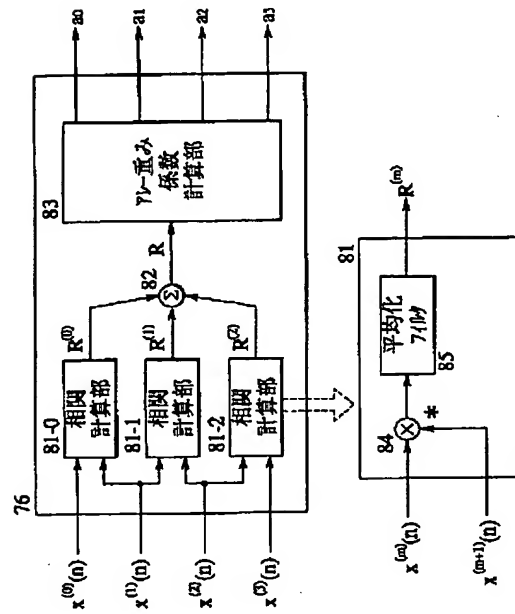 76
x(0)(n)
x(1)(n)
x(2)(n)
x(3)(n)
81-0
相関
計算部
81-1
相関
計算部
81-2
相関
計算部
R(0)
R(1)
R(2)
82
Σ
R
83
アレー重み
係数
計算部
a0
a1
a2
a3
81
x(m)(n)
x(m+1)(n)
84
×
*
平均化
フィルタ
85
R(m)